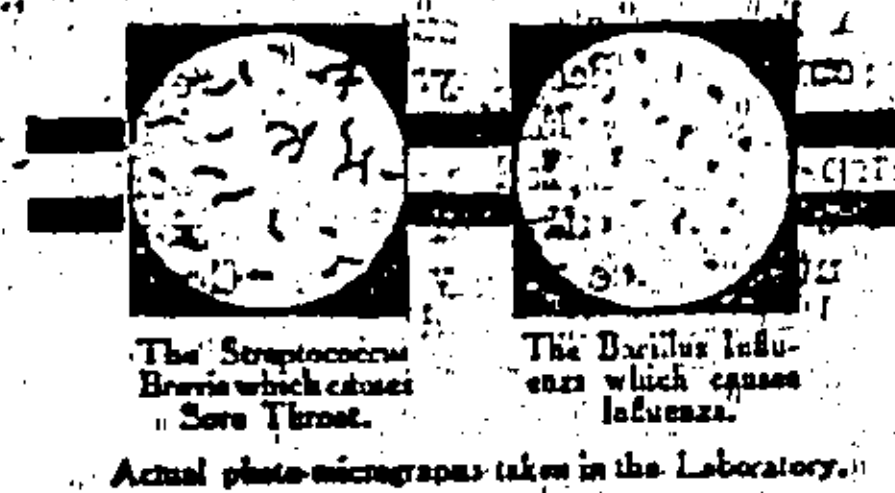 The Streptococcus
Brevis which causes
Sore Throat.
The Bacillus Influ-
enza which causes
Influenza.
Actual photo-micrographs taken in the Laboratory.